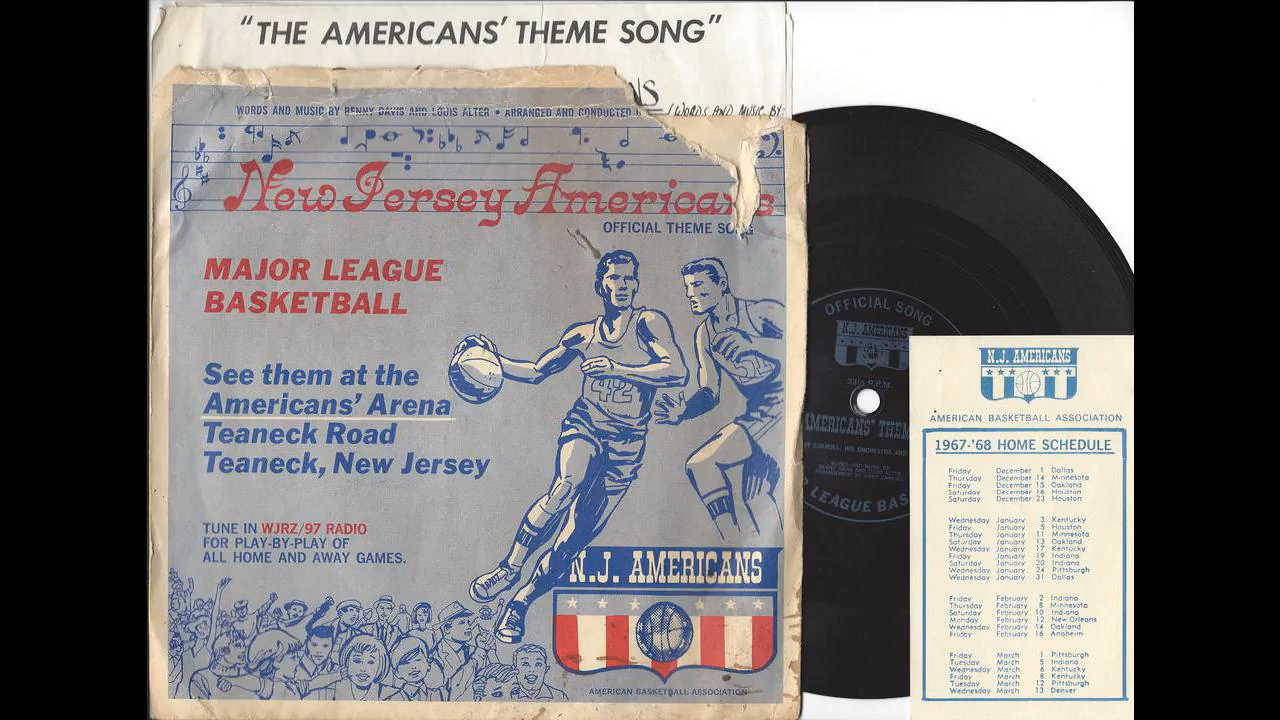 "THE AMERICANS' THEME SONG"
(WORDS AND MUSIC BY:
WORDS AND MUSIC BY BENNY DAVIS AND LOUIS ALTER • ARRANGED AND CONDUCTED
New Jersey Americans
OFFICIAL THEME SONG
MAJOR LEAGUE
BASKETBALL
See them at the
Americans' Arena
Teaneck Road
Teaneck, New Jersey
TUNE IN WJRZ/97 RADIO
FOR PLAY-BY-PLAY OF
ALL HOME AND AWAY GAMES.
42
N.J. AMERICANS
AMERICAN BASKETBALL ASSOCIATION
OFFICIAL SONG
N.J. AMERICANS
33⅓ R.P.M.
AMERICANS' THEM
LEAGUE BAS
N.J. AMERICANS
AMERICAN BASKETBALL ASSOCIATION
1967-'68 HOME SCHEDULE
Friday December 1 Dallas
Thursday December 14 Minnesota
Friday December 15 Oakland
Saturday December 16 Houston
Saturday December 23 Houston
Wednesday January 3 Kentucky
Friday January 5 Houston
Thursday January 11 Minnesota
Saturday January 13 Oakland
Wednesday January 17 Kentucky
Friday January 19 Indiana
Saturday January 20 Indiana
Wednesday January 24 Pittsburgh
Wednesday January 31 Dallas
Friday February 2 Indiana
Thursday February 8 Minnesota
Saturday February 10 Indiana
Monday February 12 New Orleans
Wednesday February 14 Oakland
Friday February 16 Anaheim
Friday March 1 Pittsburgh
Tuesday March 5 Indiana
Wednesday March 6 Kentucky
Friday March 8 Kentucky
Tuesday March 12 Pittsburgh
Wednesday March 13 Denver